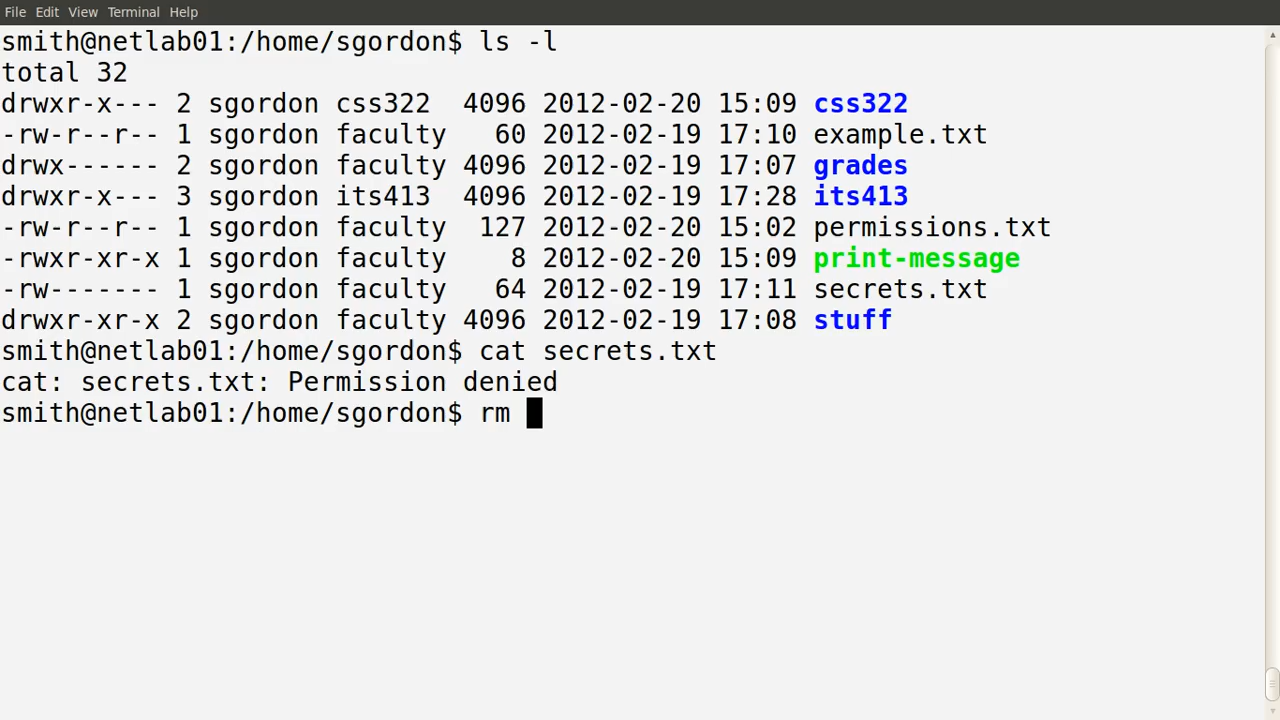 File Edit View Terminal Help
smith@netlab01:/home/sgordon$ ls -l
total 32
drwxr-x--- 2 sgordon css322  4096 2012-02-20 15:09 css322
-rw-r--r-- 1 sgordon faculty   60 2012-02-19 17:10 example.txt
drwx------ 2 sgordon faculty 4096 2012-02-19 17:07 grades
drwxr-x--- 3 sgordon its413  4096 2012-02-19 17:28 its413
-rw-r--r-- 1 sgordon faculty  127 2012-02-20 15:02 permissions.txt
-rwxr-xr-x 1 sgordon faculty    8 2012-02-20 15:09 print-message
-rw------- 1 sgordon faculty   64 2012-02-19 17:11 secrets.txt
drwxr-xr-x 2 sgordon faculty 4096 2012-02-19 17:08 stuff
smith@netlab01:/home/sgordon$ cat secrets.txt
cat: secrets.txt: Permission denied
smith@netlab01:/home/sgordon$ rm